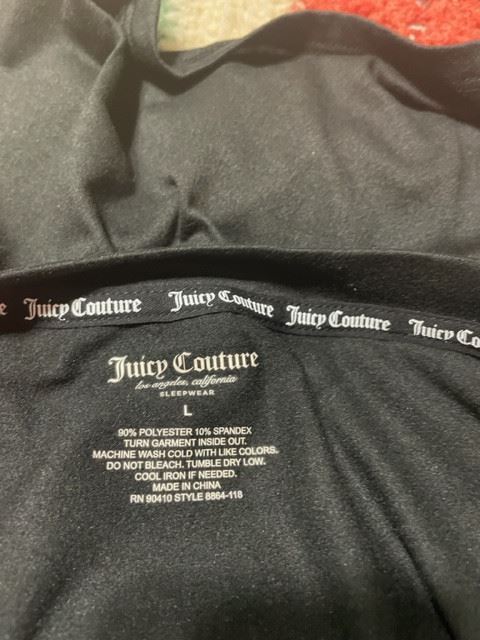 e Juicy Couture Juicy Couture Juicy Couture Juicy Co
Juicy Couture
los angeles, california
SLEEPWEAR
L
90% POLYESTER 10% SPANDEX
TURN GARMENT INSIDE OUT.
MACHINE WASH COLD WITH LIKE COLORS.
DO NOT BLEACH. TUMBLE DRY LOW.
COOL IRON IF NEEDED.
MADE IN CHINA
RN 90410 STYLE 8864-118